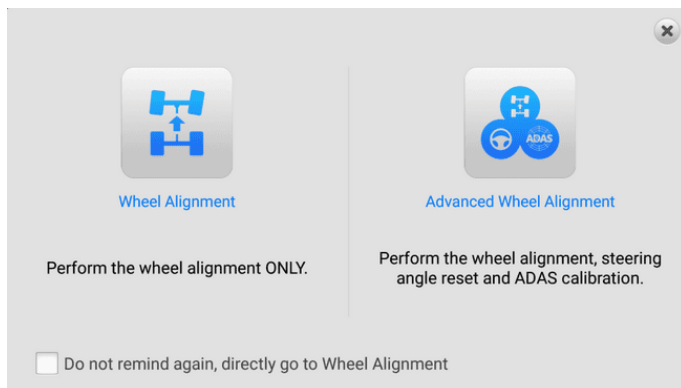 ADAS
Wheel Alignment
Advanced Wheel Alignment
Perform the wheel alignment ONLY.
Perform the wheel alignment, steering
angle reset and ADAS calibration.
Do not remind again, directly go to Wheel Alignment